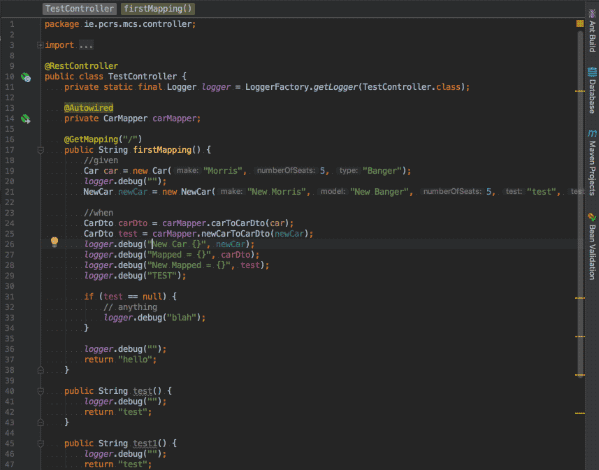 TestController firstMapping()
1 package ie.pcrs.mcs.controller;
2
3 import ...
8
9 @RestController
10 public class TestController {
11 private static final Logger logger = LoggerFactory.getLogger(TestController.class);
12
13 @Autowired
14 private CarMapper carMapper;
15
16 @GetMapping("/")
17 public String firstMapping() {
18 //given
19 Car car = new Car( make: "Morris", numberOfSeats: 5, type: "Banger");
20 logger.debug("");
21 NewCar newCar = new NewCar( make: "New Morris", model: "New Banger", numberOfSeats: 5, test: "test",
22
23 //when
24 CarDto carDto = carMapper.carToCarDto(car);
25 CarDto test = carMapper.newCarToCarDto(newCar);
26 logger.debug("New Car {}", newCar);
27 logger.debug("Mapped = {}", carDto);
28 logger.debug("New Mapped = {}", test);
29 logger.debug("TEST");
30
31 if (test == null) {
32 // anything
33 logger.debug("blah");
34 }
35
36 logger.debug("");
37 return "hello";
38 }
39
40 public String test() {
41 logger.debug("");
42 return "test";
43 }
44
45 public String test1() {
46 logger.debug("");
47 return "test";
Ant Build
Database
Maven Projects
Bean Validation